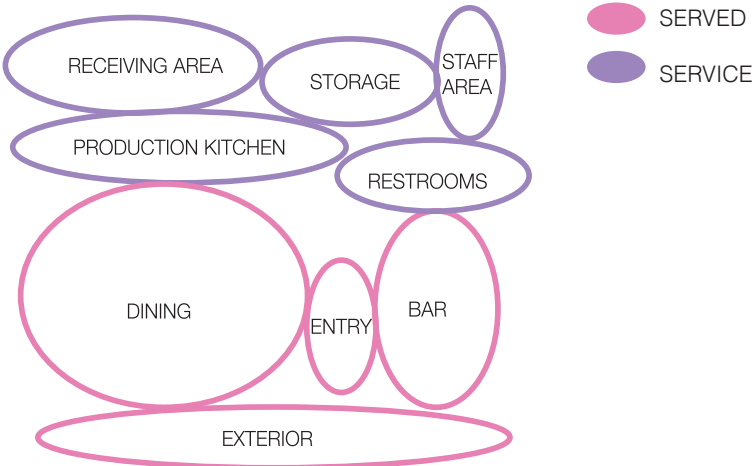 SERVED
SERVICE
RECEIVING AREA
STORAGE
STAFF
AREA
PRODUCTION KITCHEN
RESTROOMS
DINING
ENTRY
BAR
EXTERIOR